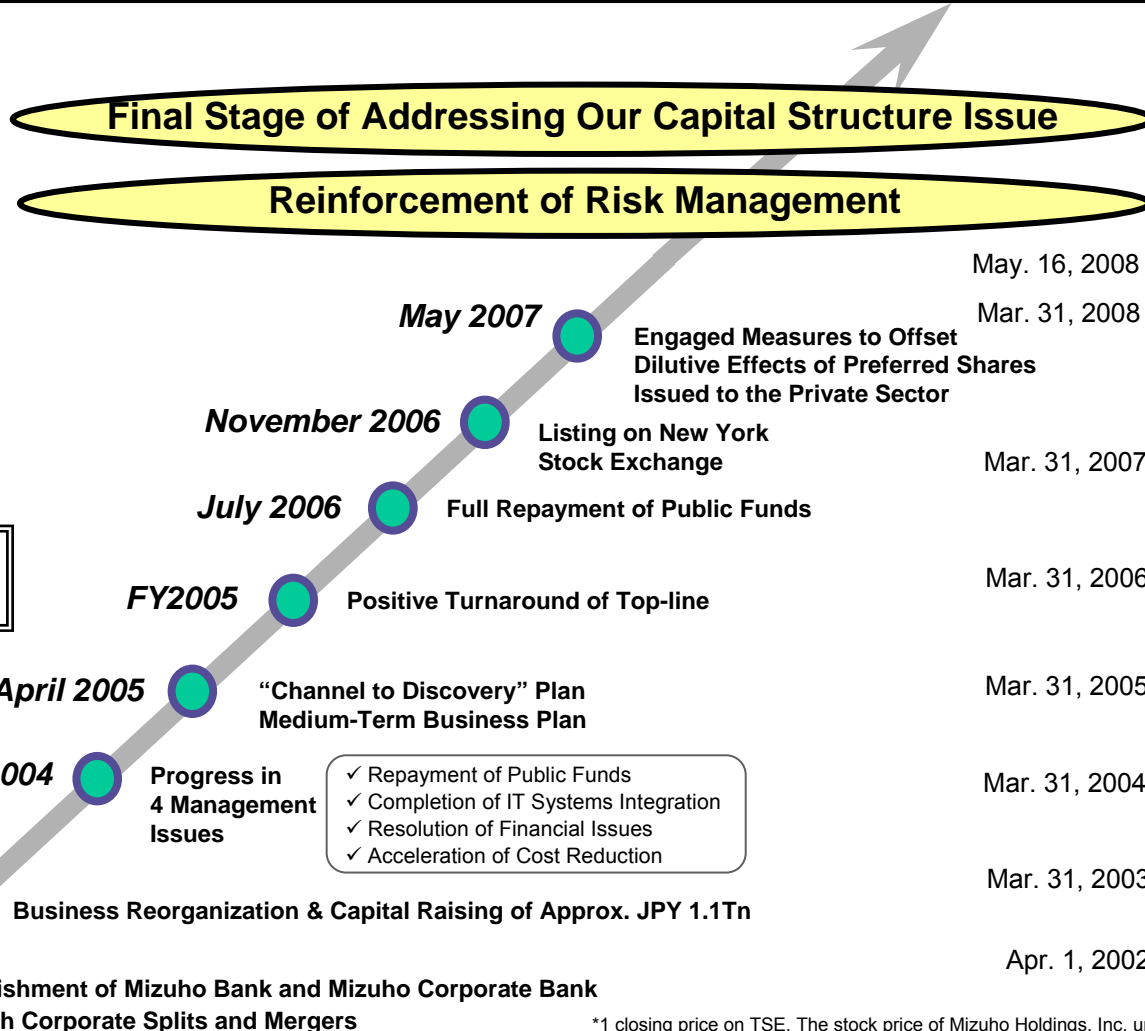 Final Stage of Addressing Our Capital Structure Issue
Reinforcement of Risk Management
May. 16, 2008
Mar. 31, 2008
May 2007
Engaged Measures to Offset
Dilutive Effects of Preferred Shares
Issued to the Private Sector
November 2006
Listing on New York
Stock Exchange
Mar. 31, 2007
July 2006
Full Repayment of Public Funds
Mar. 31, 2006
FY2005
Positive Turnaround of Top-line
April 2005
“Channel to Discovery” Plan
Medium-Term Business Plan
Mar. 31, 2005
004
Progress in
4 Management
Issues
✓ Repayment of Public Funds
✓ Completion of IT Systems Integration
✓ Resolution of Financial Issues
✓ Acceleration of Cost Reduction
Mar. 31, 2004
Mar. 31, 2003
Business Reorganization & Capital Raising of Approx. JPY 1.1Tn
Apr. 1, 2002
ishment of Mizuho Bank and Mizuho Corporate Bank
h Corporate Splits and Mergers
*1 closing price on TSE. The stock price of Mizuho Holdings, Inc. u